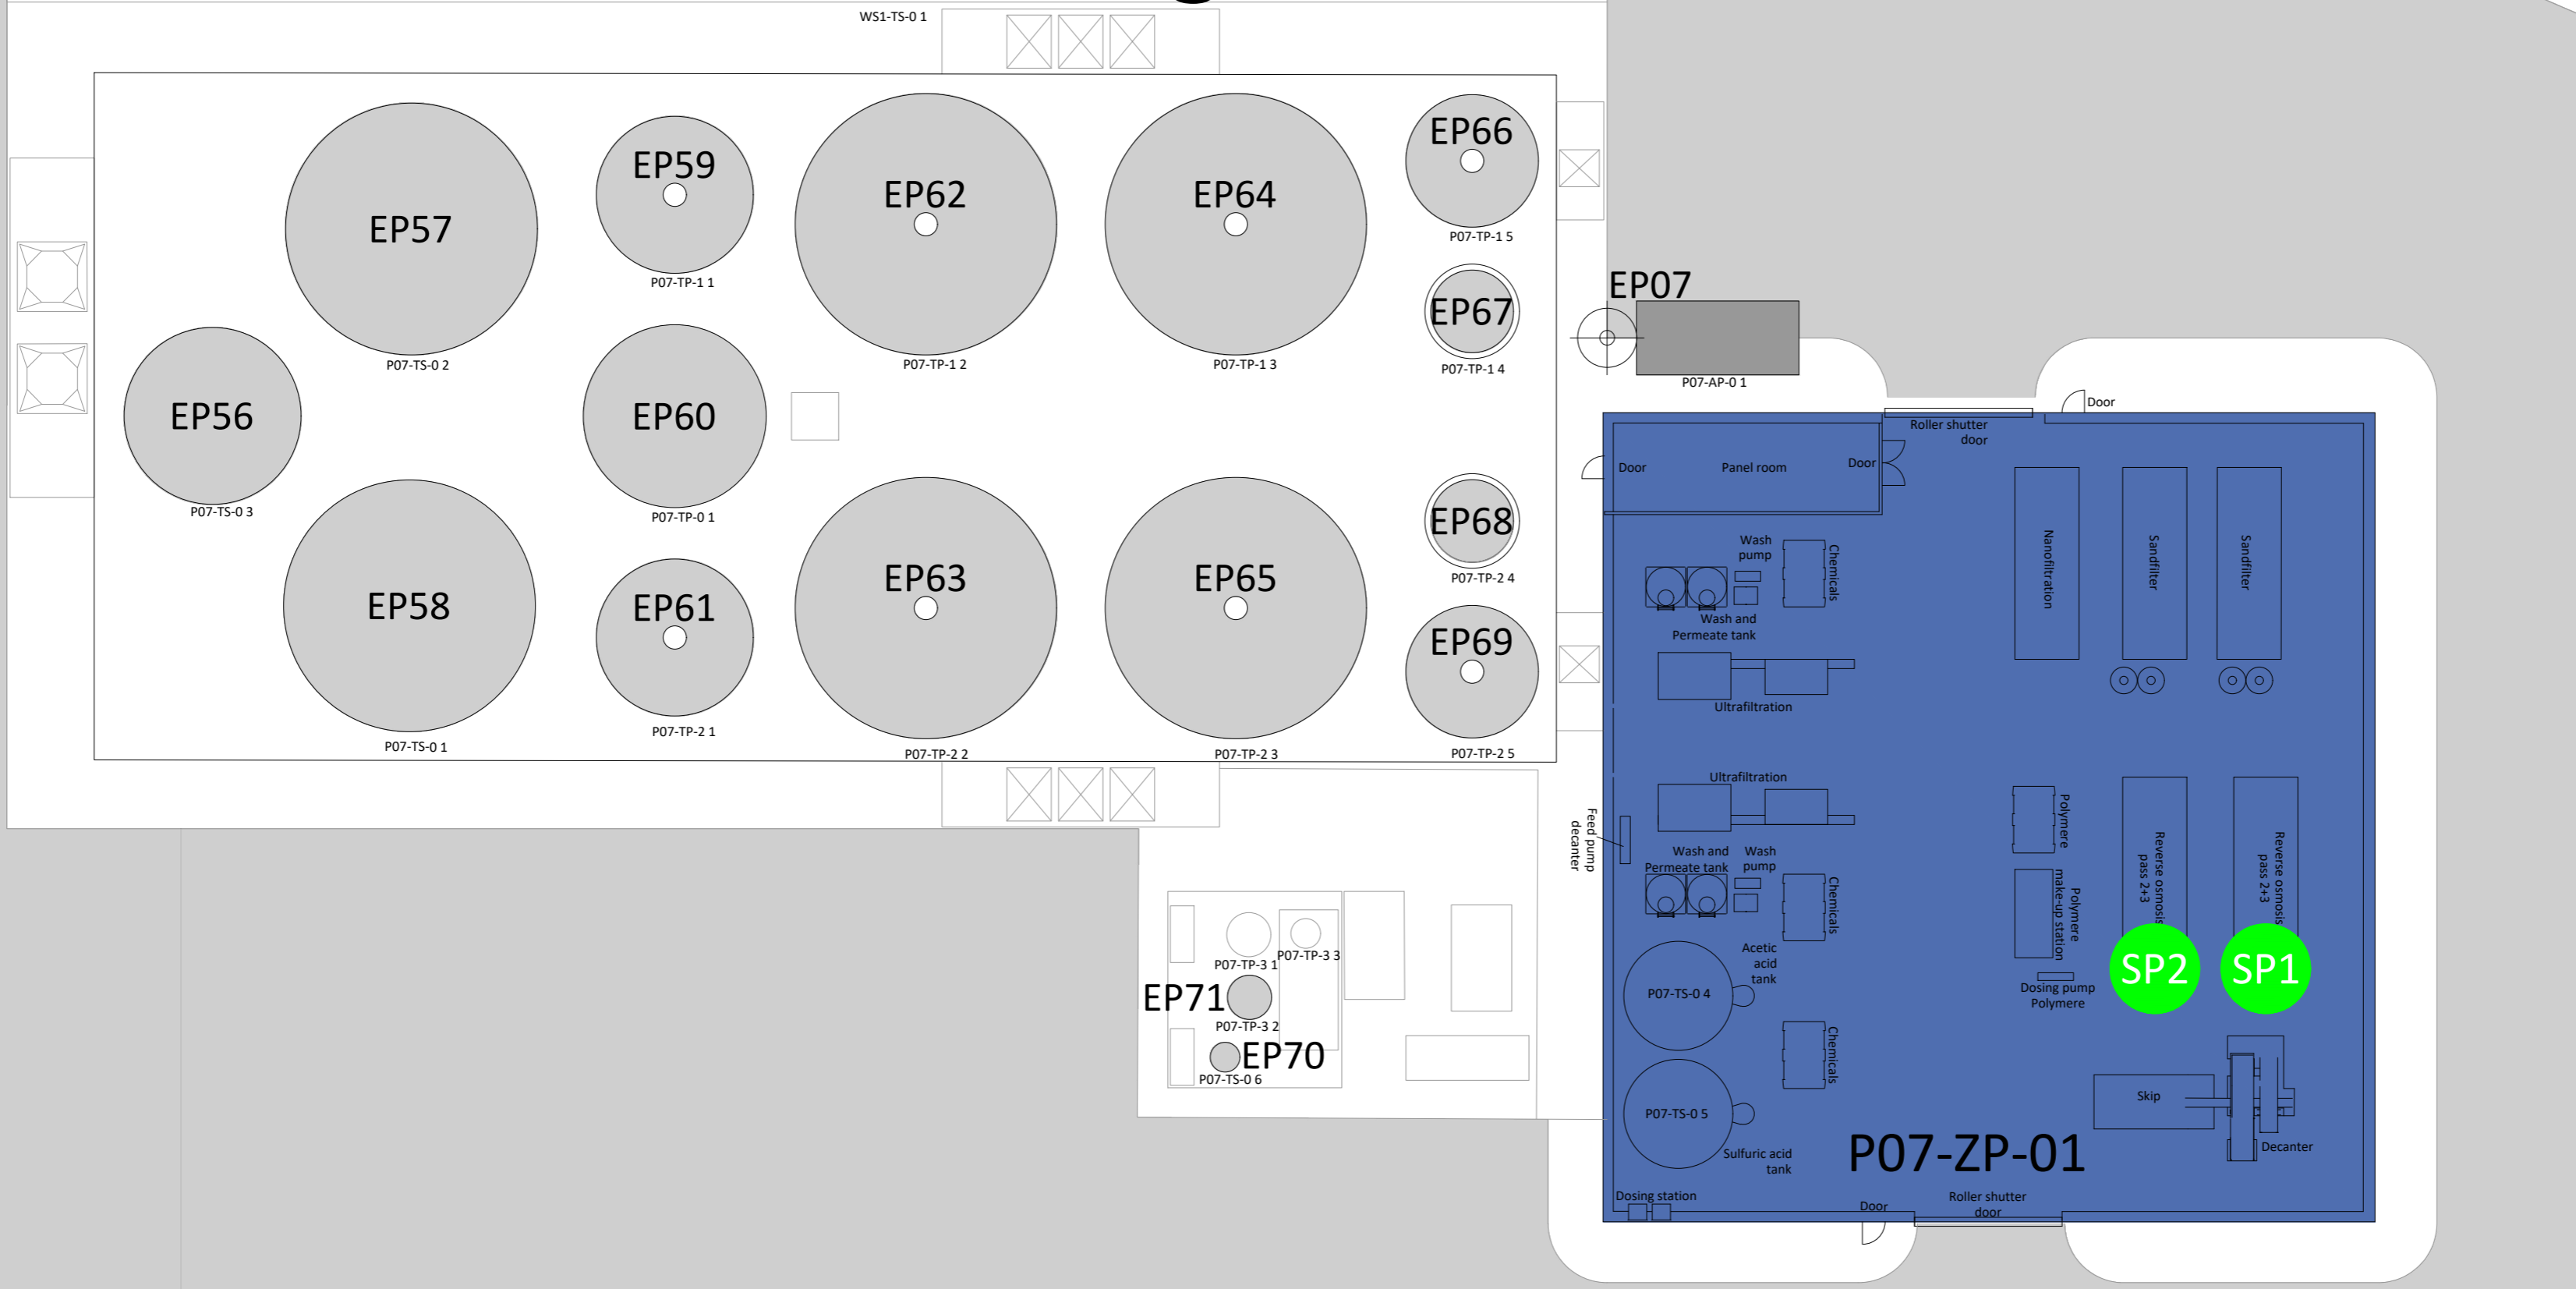 WS1-TS-0 1
EP57
P07-TS-0 2
EP59
P07-TP-1 1
EP62
P07-TP-1 2
EP64
P07-TP-1 3
EP66
P07-TP-1 5
EP67
P07-TP-1 4
EP07
P07-AP-0 1
EP56
P07-TS-0 3
EP60
P07-TP-0 1
EP58
P07-TS-0 1
EP61
P07-TP-2 1
EP63
P07-TP-2 2
EP65
P07-TP-2 3
EP68
P07-TP-2 4
EP69
P07-TP-2 5
P07-TP-3 1
P07-TP-3 3
EP71
P07-TP-3 2
EP70
P07-TS-0 6
Door
Roller shutter
door
Door
Panel room
Door
Wash
pump
Chemicals
Wash and
Permeate tank
Ultrafiltration
Nanofiltration
Sandfilter
Sandfilter
Ultrafiltration
Feed pump
decanter
Wash and
Permeate tank
Wash
pump
Chemicals
Polymere
Polymere
make-up station
Reverse osmosis
pass 2+3
Reverse osmosis
pass 2+3
SP2
SP1
Acetic
acid
tank
P07-TS-0 4
Dosing pump
Polymere
Chemicals
P07-TS-0 5
Sulfuric acid
tank
Skip
Decanter
P07-ZP-01
Dosing station
Door
Roller shutter
door